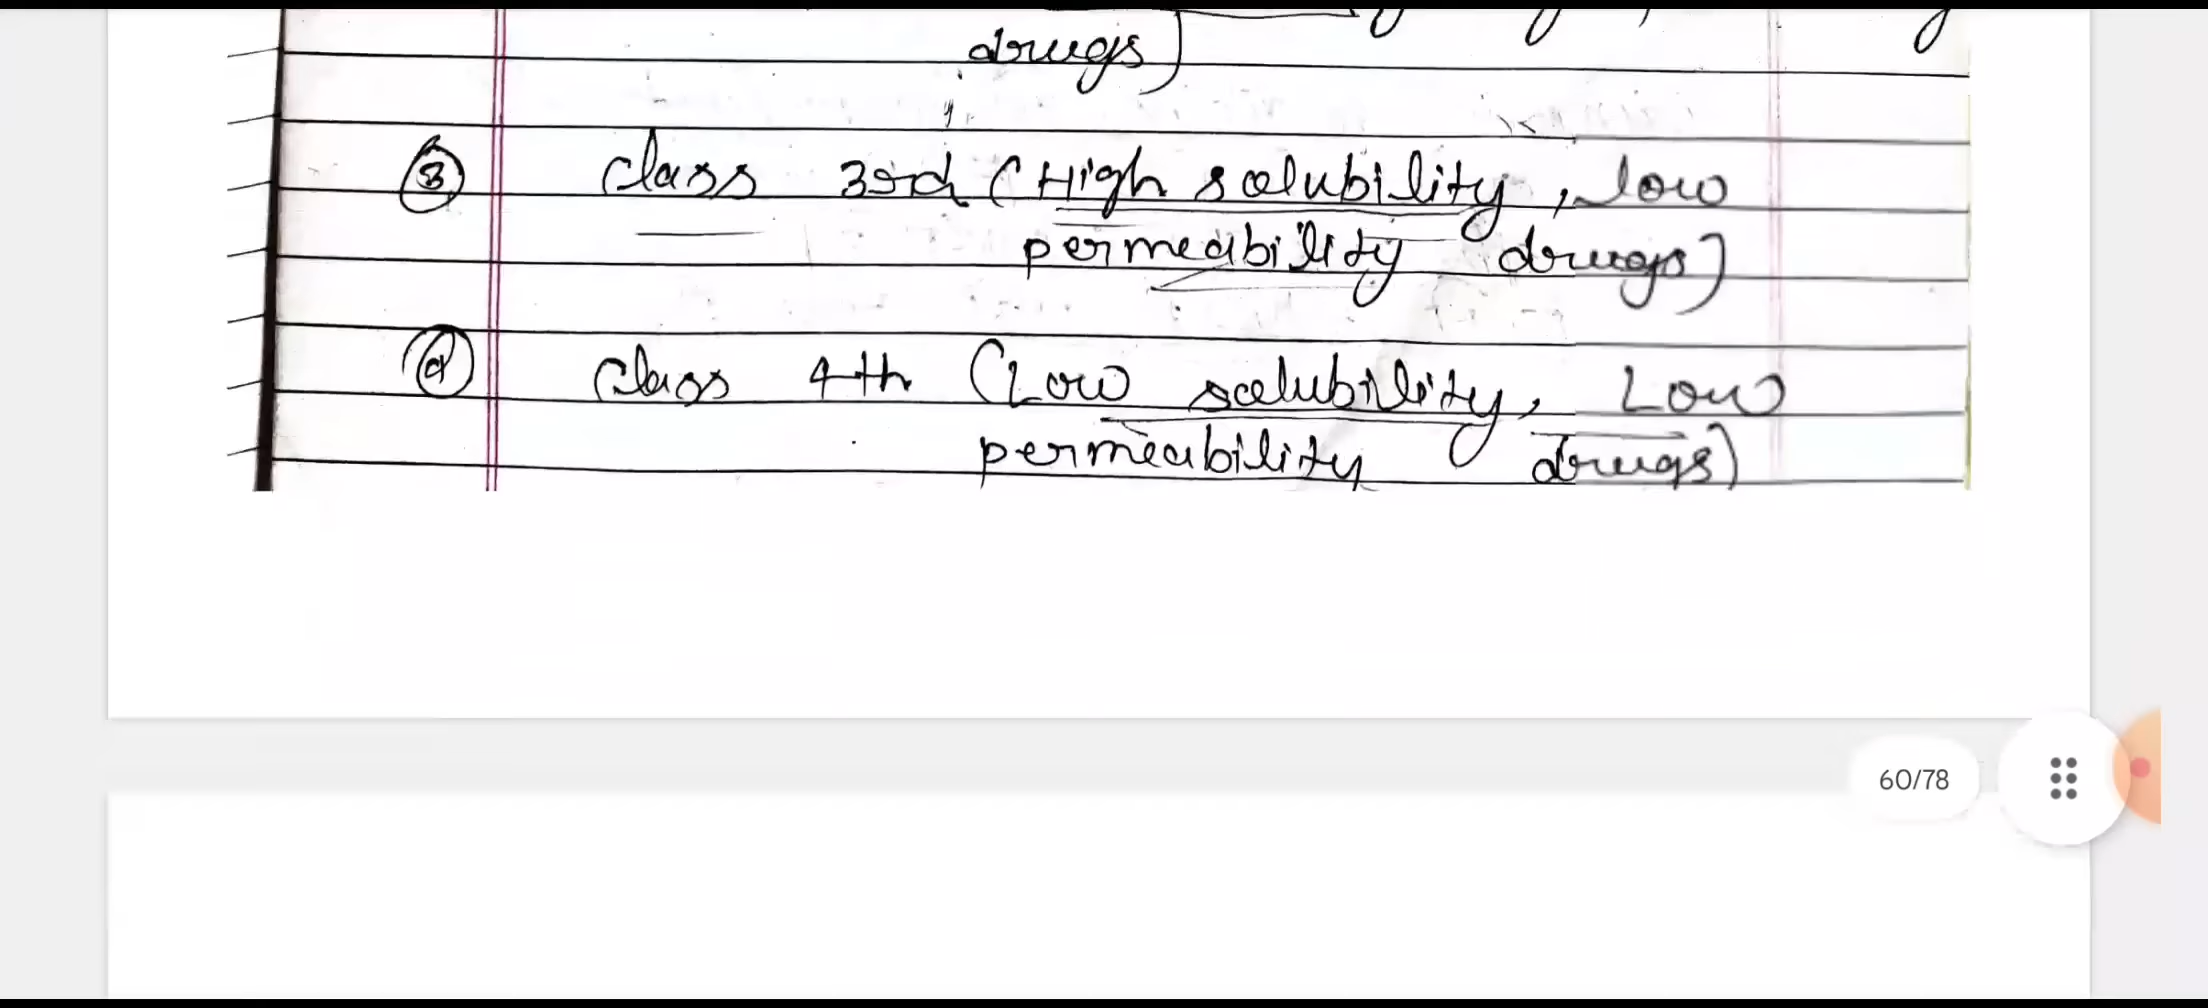 drugs)
③ Class 3rd (High solubility, low
permeability drugs)
④ Class 4th (Low solubility, Low
permeability drugs)
60/78